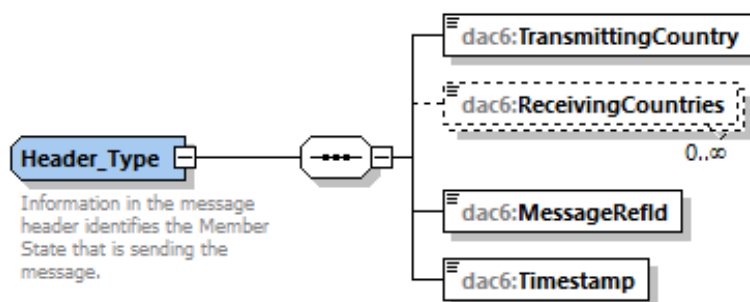 dac6:TransmittingCountry
dac6:ReceivingCountries
0..∞
Header_Type
Information in the message
header identifies the Member
State that is sending the
message.
dac6:MessageRefId
dac6:Timestamp